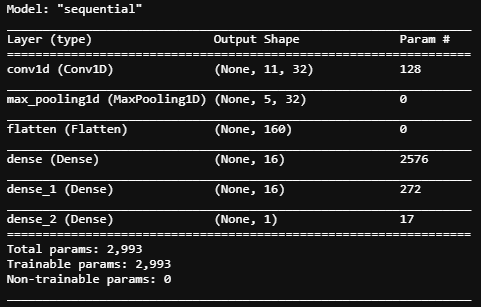 Model: "sequential"
Layer (type) Output Shape Param #
conv1d (Conv1D) (None, 11, 32) 128
max_pooling1d (MaxPooling1D) (None, 5, 32) 0
flatten (Flatten) (None, 160) 0
dense (Dense) (None, 16) 2576
dense_1 (Dense) (None, 16) 272
dense_2 (Dense) (None, 1) 17
Total params: 2,993
Trainable params: 2,993
Non-trainable params: 0